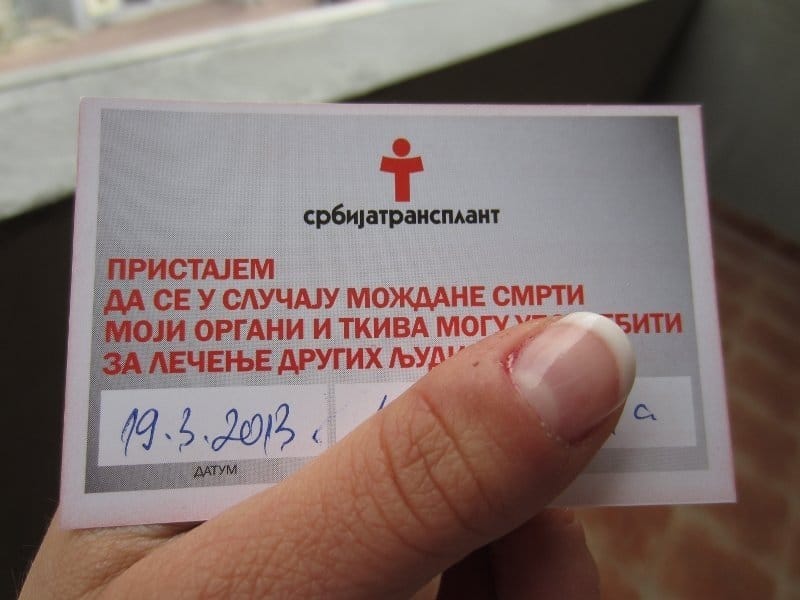 србијатрансплант
ПРИСТАЈЕМ
ДА СЕ У СЛУЧАЈУ МОЖДАНЕ СМРТИ
МОЈИ ОРГАНИ И ТКИВА МОГУ
ЗА ЛЕЧЕЊЕ ДРУГИХ
19.3.2013.
ДАТУМ